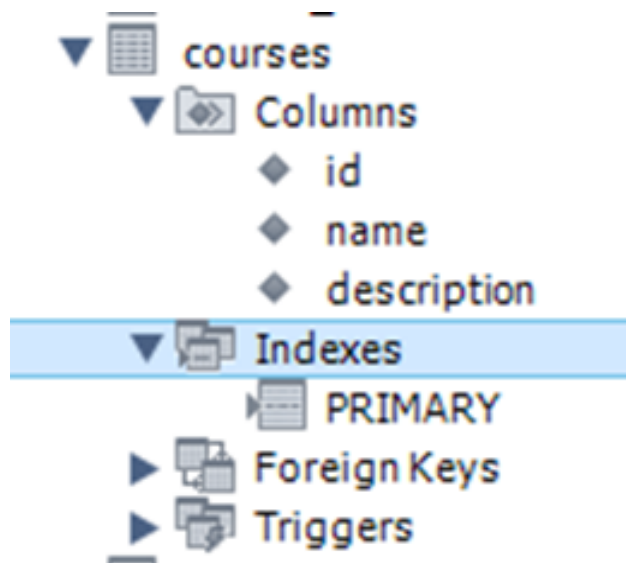 courses
Columns
id
name
description
Indexes
PRIMARY
Foreign Keys
Triggers